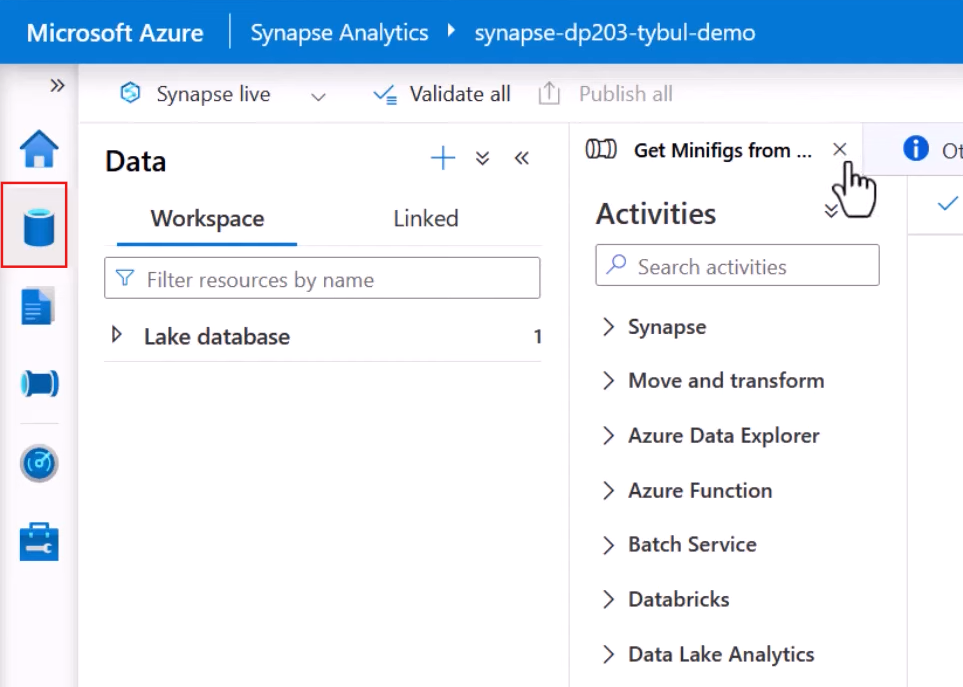 Microsoft Azure Synapse Analytics synapse-dp203-tybul-demo
Synapse live Validate all Publish all
Data
Workspace Linked
Filter resources by name
Lake database 1
Get Minifigs from ...
Activities
Search activities
Synapse
Move and transform
Azure Data Explorer
Azure Function
Batch Service
Databricks
Data Lake Analytics